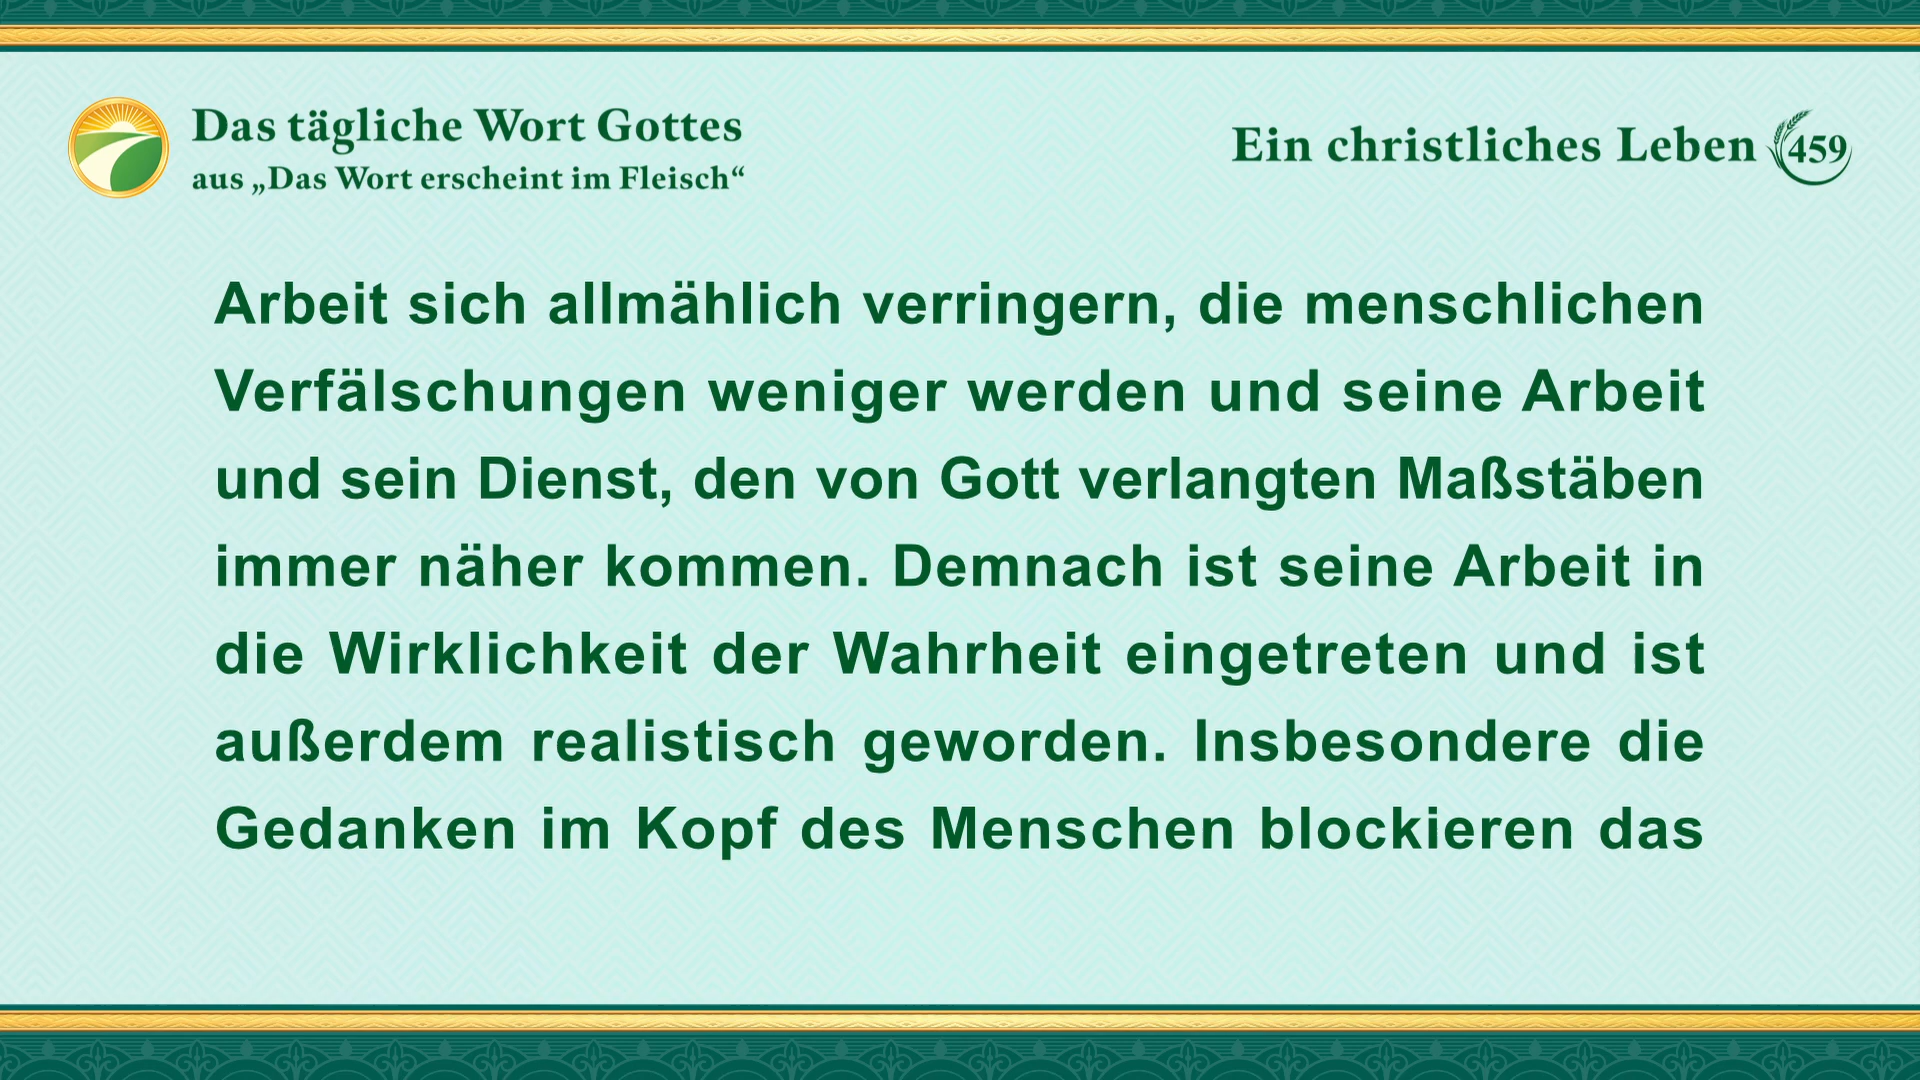 Das tägliche Wort Gottes
aus „Das Wort erscheint im Fleisch“
Ein christliches Leben 459
Arbeit sich allmählich verringern, die menschlichen
Verfälschungen weniger werden und seine Arbeit
und sein Dienst, den von Gott verlangten Maßstäben
immer näher kommen. Demnach ist seine Arbeit in
die Wirklichkeit der Wahrheit eingetreten und ist
außerdem realistisch geworden. Insbesondere die
Gedanken im Kopf des Menschen blockieren das